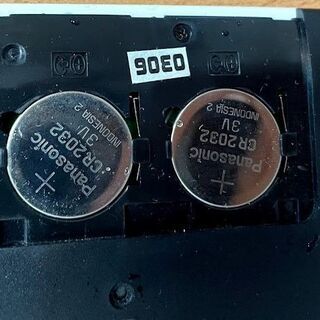 0306
Panasonic
CR2032
3V
INDONESIA 2
Panasonic
CR2032
3V
INDONESIA 2